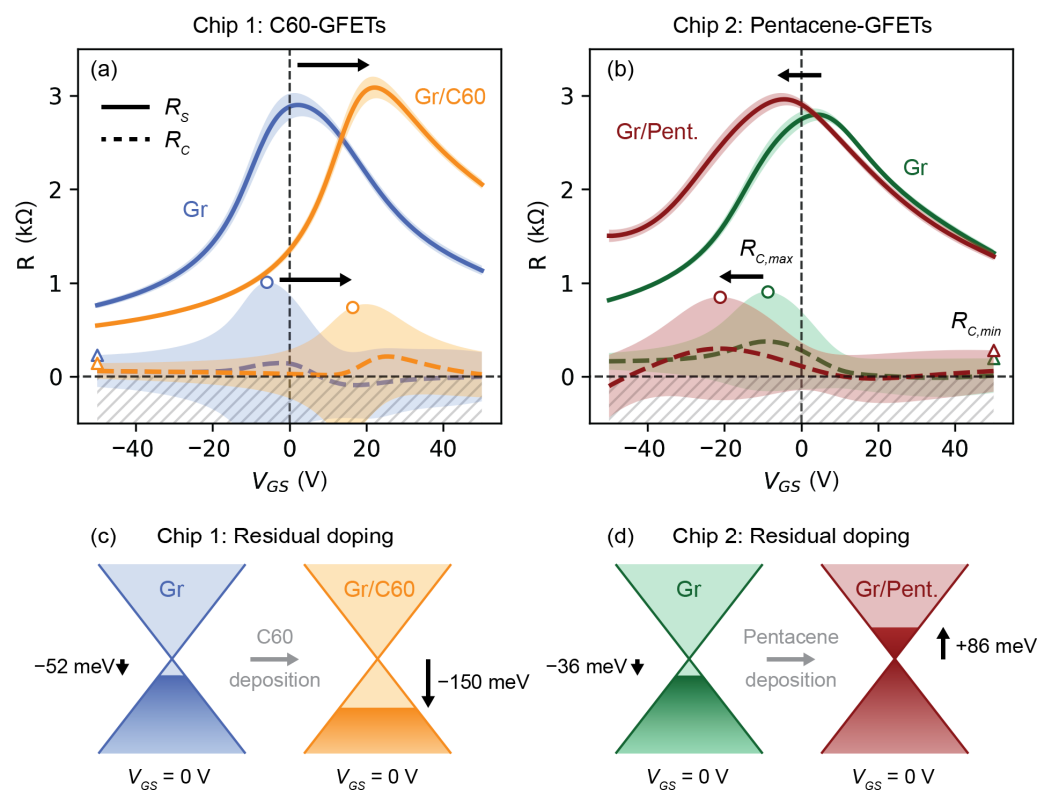 Chip 1: C60-GFETs
Chip 2: Pentacene-GFETs
(a)
R_S
R_C
Gr
Gr/C60
3
2
1
0
R (kΩ)
−40 −20 0 20 40
V_GS (V)
(b)
Gr/Pent.
Gr
R_C,max
R_C,min
3
2
1
0
R (kΩ)
−40 −20 0 20 40
V_GS (V)
(c) Chip 1: Residual doping
Gr
Gr/C60
C60
deposition
−52 meV
−150 meV
V_GS = 0 V
V_GS = 0 V
(d) Chip 2: Residual doping
Gr
Gr/Pent.
Pentacene
deposition
−36 meV
+86 meV
V_GS = 0 V
V_GS = 0 V